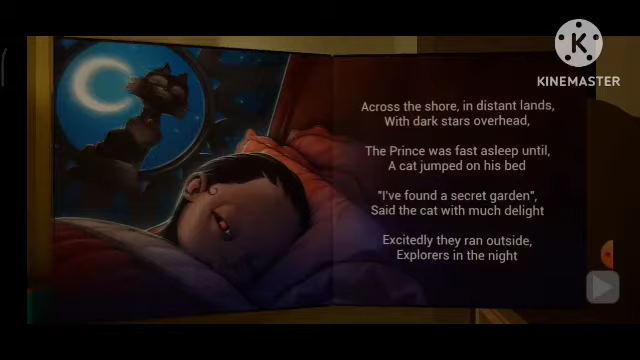 KINEMASTER
Across the shore, in distant lands,
With dark stars overhead,
The Prince was fast asleep until,
A cat jumped on his bed
"I've found a secret garden",
Said the cat with much delight
Excitedly they ran outside,
Explorers in the night